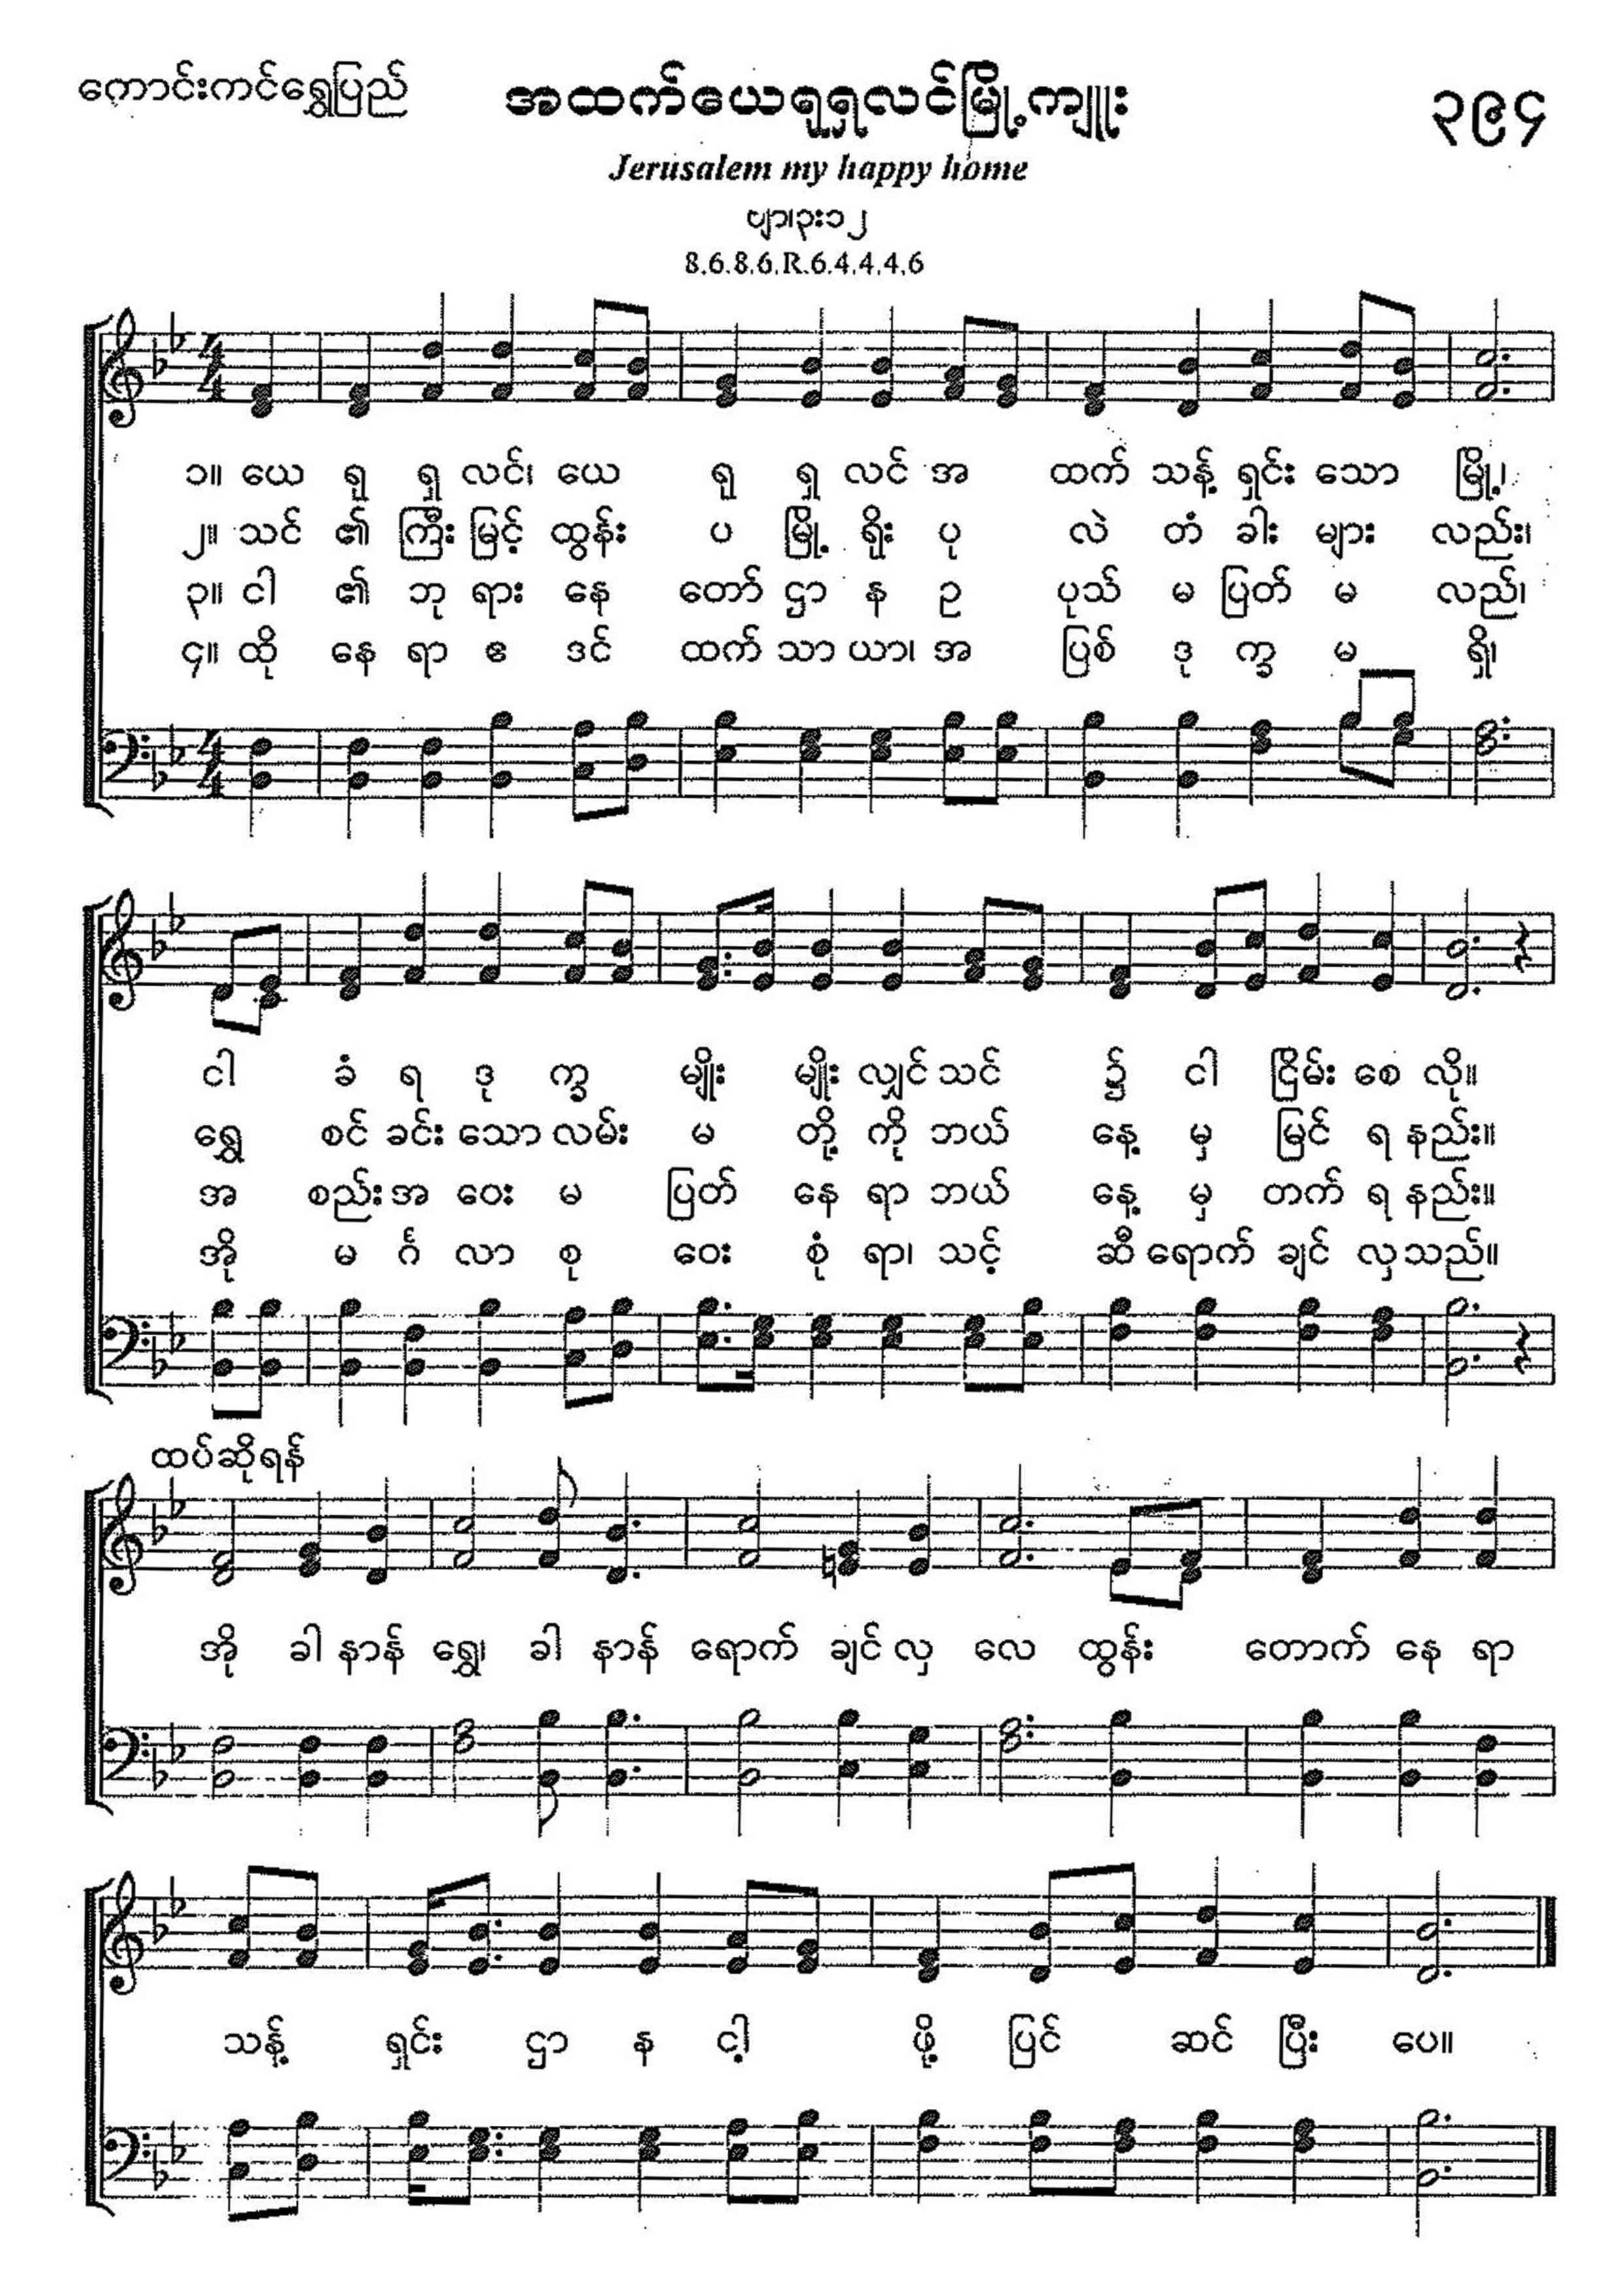 ကောင်းကင်ရွှေပြည်
အထက်ယေရုရှလင်မြို့ကျူး
၃၉၄
Jerusalem my happy home
ဗျာ၊၃း၁၂
8.6.8.6.R.6.4.4.4.6
၁။ ယေ ရု ရှ လင်၊ ယေ ရု ရှ လင် အ ထက် သန့် ရှင်း သော မြို့၊
၂။ သင် ၏ ကြီး မြင့် ထွန်း ပ မြို့ ရိုး ပု လဲ တံ ခါး များ လည်း၊
၃။ ငါ ၏ ဘု ရား နေ တော် ဌာ န ဥ ပုသ် မ ပြတ် မ လည်၊
၄။ ထို နေ ရာ ဧ ဒင် ထက် သာ ယာ၊ အ ပြစ် ဒု က္ခ မ ရှိ၊
ငါ ခံ ရ ဒု က္ခ မျိုး မျိုး လျှင် သင် ၌ ငါ ငြိမ်း စေ လို။
ရွှေ စင် ခင်း သော လမ်း မ တို့ ကို ဘယ် နေ့ မှ မြင် ရ နည်း။
အ စည်း အ ဝေး မ ပြတ် နေ ရာ ဘယ် နေ့ မှ တက် ရ နည်း။
အို မ င်္ဂ လာ စု ဝေး စုံ ရာ၊ သင့် ဆီ ရောက် ချင် လှ သည်။
ထပ်ဆိုရန်
အို ခါ နာန် ရွှေ၊ ခါ နာန် ရောက် ချင် လှ လေ ထွန်း တောက် နေ ရာ
သန့် ရှင်း ဌာ န ငါ့ ဖို့ ပြင် ဆင် ပြီး ပေ။